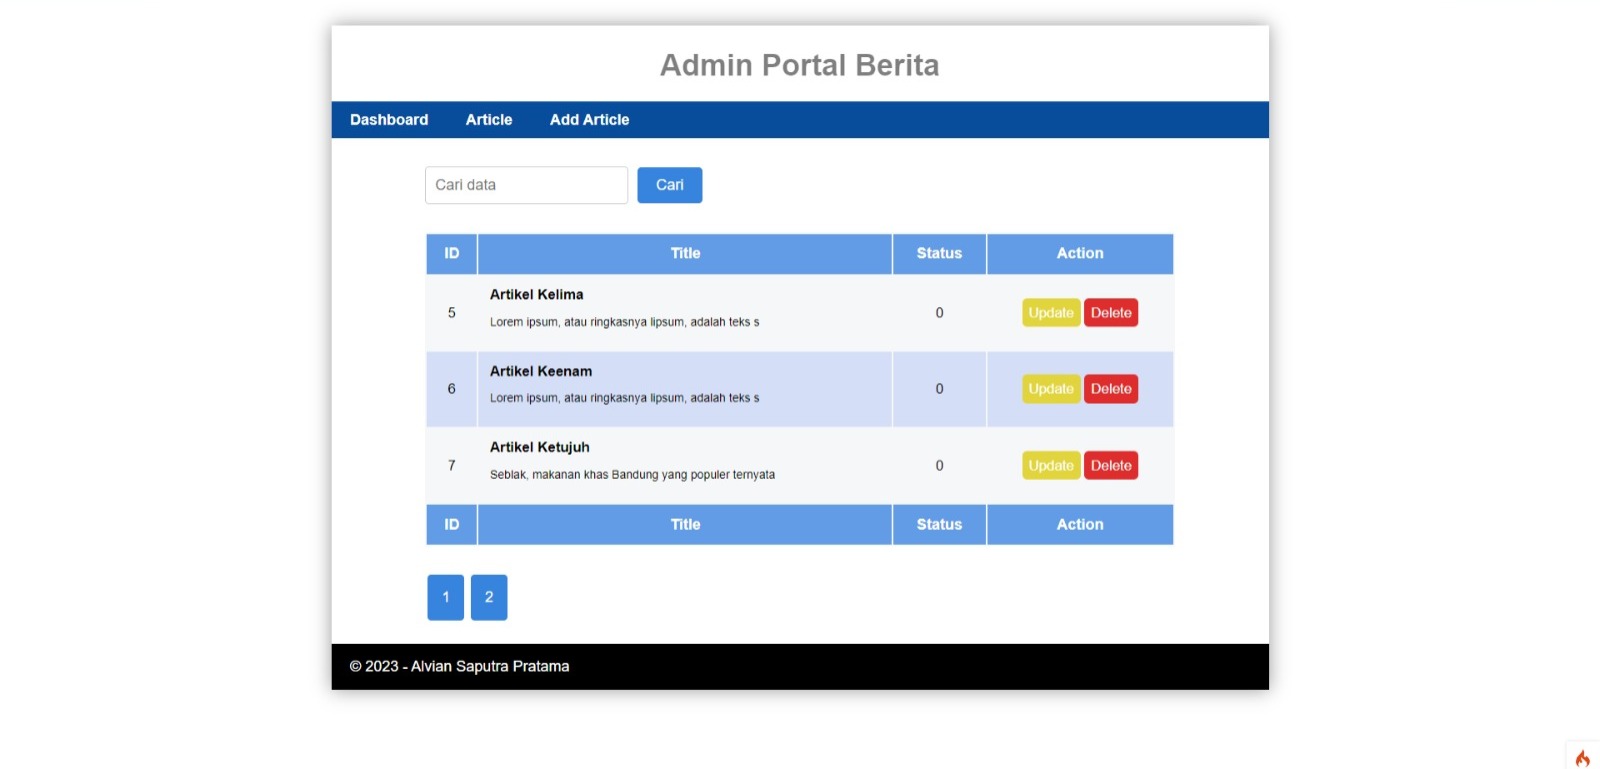 Admin Portal Berita
Dashboard Article Add Article
Cari data Cari
ID Title Status Action
Artikel Kelima
5 Lorem ipsum, atau ringkasnya lipsum, adalah teks s 0 Update Delete
Artikel Keenam
6 Lorem ipsum, atau ringkasnya lipsum, adalah teks s 0 Update Delete
Artikel Ketujuh
7 Seblak, makanan khas Bandung yang populer ternyata 0 Update Delete
ID Title Status Action
1 2
© 2023 - Alvian Saputra Pratama